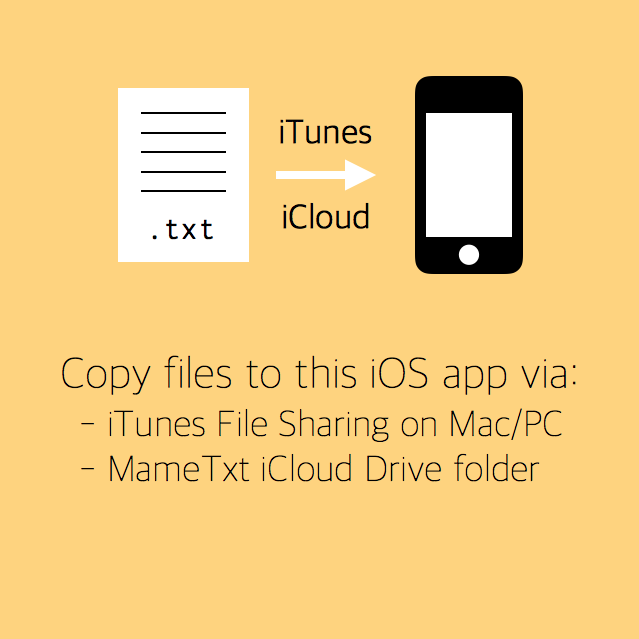 iTunes
.txt
iCloud
Copy files to this iOS app via:
- iTunes File Sharing on Mac/PC
- MameTxt iCloud Drive folder